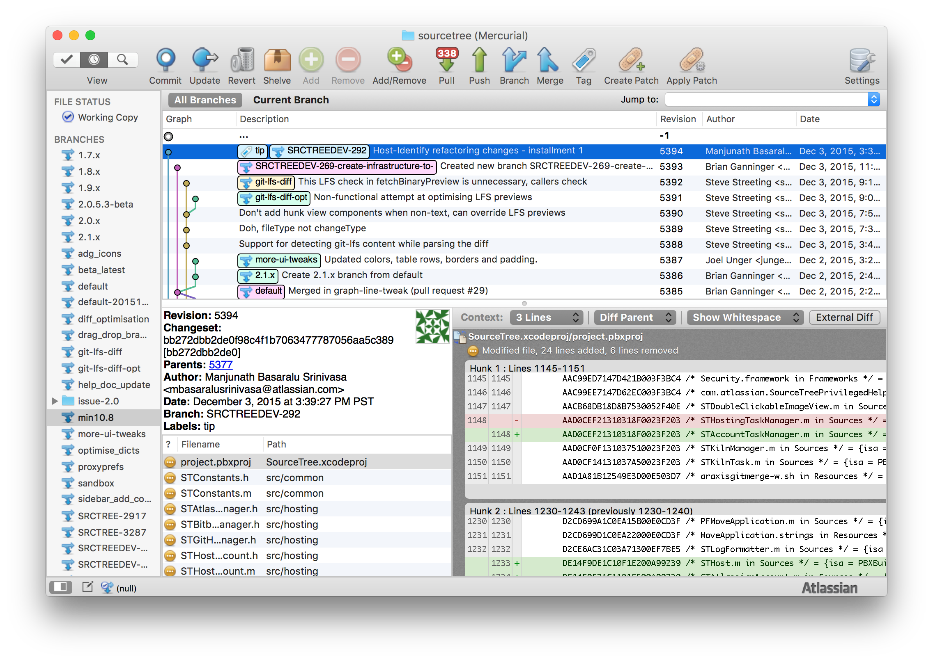 sourcetree (Mercurial)
View
Commit
Update
Revert
Shelve
Add
Remove
Add/Remove
338
Pull
Push
Branch
Merge
Tag
Create Patch
Apply Patch
Settings
FILE STATUS
Working Copy
BRANCHES
1.7.x
1.8.x
1.9.x
2.0.5.3-beta
2.0.x
2.1.x
adg_icons
beta_latest
default
default-20151...
diff_optimisation
drag_drop_bra...
git-lfs-diff
git-lfs-diff-opt
help_doc_update
issue-2.0
min10.8
more-ui-tweaks
optimise_dicts
proxyprefs
sandbox
sidebar_add_co...
SRCTREE-2917
SRCTREE-3287
SRCTREEDEV-...
SRCTREEDEV-...
All Branches Current Branch Jump to:
Graph Description Revision Author Date
... -1
tip SRCTREEDEV-292 Host-Identify refactoring changes - installment 1 5394 Manjunath Basaral... Dec 3, 2015, 3:3...
SRCTREEDEV-269-create-infrastructure-to- Created new branch SRCTREEDEV-269-create-... 5393 Brian Ganninger <... Dec 3, 2015, 11:...
git-lfs-diff This LFS check in fetchBinaryPreview is unnecessary, callers check 5392 Steve Streeting <s... Dec 3, 2015, 9:1...
git-lfs-diff-opt Non-functional attempt at optimising LFS previews 5391 Steve Streeting <s... Dec 3, 2015, 9:0...
Don't add hunk view components when non-text, can override LFS previews 5390 Steve Streeting <s... Dec 3, 2015, 7:5...
Doh, fileType not changeType 5389 Steve Streeting <s... Dec 3, 2015, 7:3...
Support for detecting git-lfs content while parsing the diff 5388 Steve Streeting <s... Dec 3, 2015, 3:4...
more-ui-tweaks Updated colors, table rows, borders and padding. 5387 Joel Unger <junge... Dec 2, 2015, 3:2...
2.1.x Create 2.1.x branch from default 5386 Brian Ganninger <... Dec 2, 2015, 2:4...
default Merged in graph-line-tweak (pull request #29) 5385 Brian Ganninger <... Dec 2, 2015, 2:2...
Revision: 5394
Changeset:
bb272dbb2de0f98c4f1b7063477787056aa5c389
[bb272dbb2de0]
Parents: 5377
Author: Manjunath Basaralu Srinivasa
<mbasaralusrinivasa@atlassian.com>
Date: December 3, 2015 at 3:39:27 PM PST
Branch: SRCTREEDEV-292
Labels: tip
? Filename Path
project.pbxproj SourceTree.xcodeproj
STConstants.h src/common
STConstants.m src/common
STAtlas...nager.h src/hosting
STBitb...anager.h src/hosting
STGitH...nager.h src/hosting
STHost...count.h src/hosting
STHost...ount.m src/hosting
Context: 3 Lines Diff Parent Show Whitespace External Diff
SourceTree.xcodeproj/project.pbxproj
Modified file, 24 lines added, 6 lines removed
Hunk 1 : Lines 1145-1151
1145 1145 AAC99ED7147D421B003F3BC4 /* Security.framework in Frameworks */ =
1146 1146 AAC99ED7147D62EC003F3BC4 /* com.atlassian.SourceTreePrivilegedHelp
1147 1147 AACB68DB18D8B7530052F40E /* STDoubleClickableImageView.m in Source
1148 - AAD0CEF21310318D0023F203 /* STHostingTaskManager.m in Sources */ =
1148 + AAD0CEF21310318D0023F203 /* STAccountTaskManager.m in Sources */ =
1149 1149 AAD0CF0F131037510023F203 /* STKilnManager.m in Sources */ = {isa =
1150 1150 AAD0CF14131037A50023F203 /* STKilnTask.m in Sources */ = {isa = PB
1151 1151 AAD1A81B12549E3D00E503D7 /* araxisgitmerge-w.sh in Resources */ =
Hunk 2 : Lines 1230-1243 (previously 1230-1240)
1230 1230 D2CD699A1C0EA15B00E0CD3F /* PFMoveApplication.m in Sources */ = {i
1231 1231 D2CD699D1C0EA22000E0CD3F /* MoveApplication.strings in Resources *
1232 1232 D2CE6AC31C03A71300EF7BE5 /* STLogFormatter.m in Sources */ = {isa
1233 + DE14F9DE1C10F1E200A99239 /* STHost.m in Sources */ = {isa = PBXBui
(null)
Atlassian